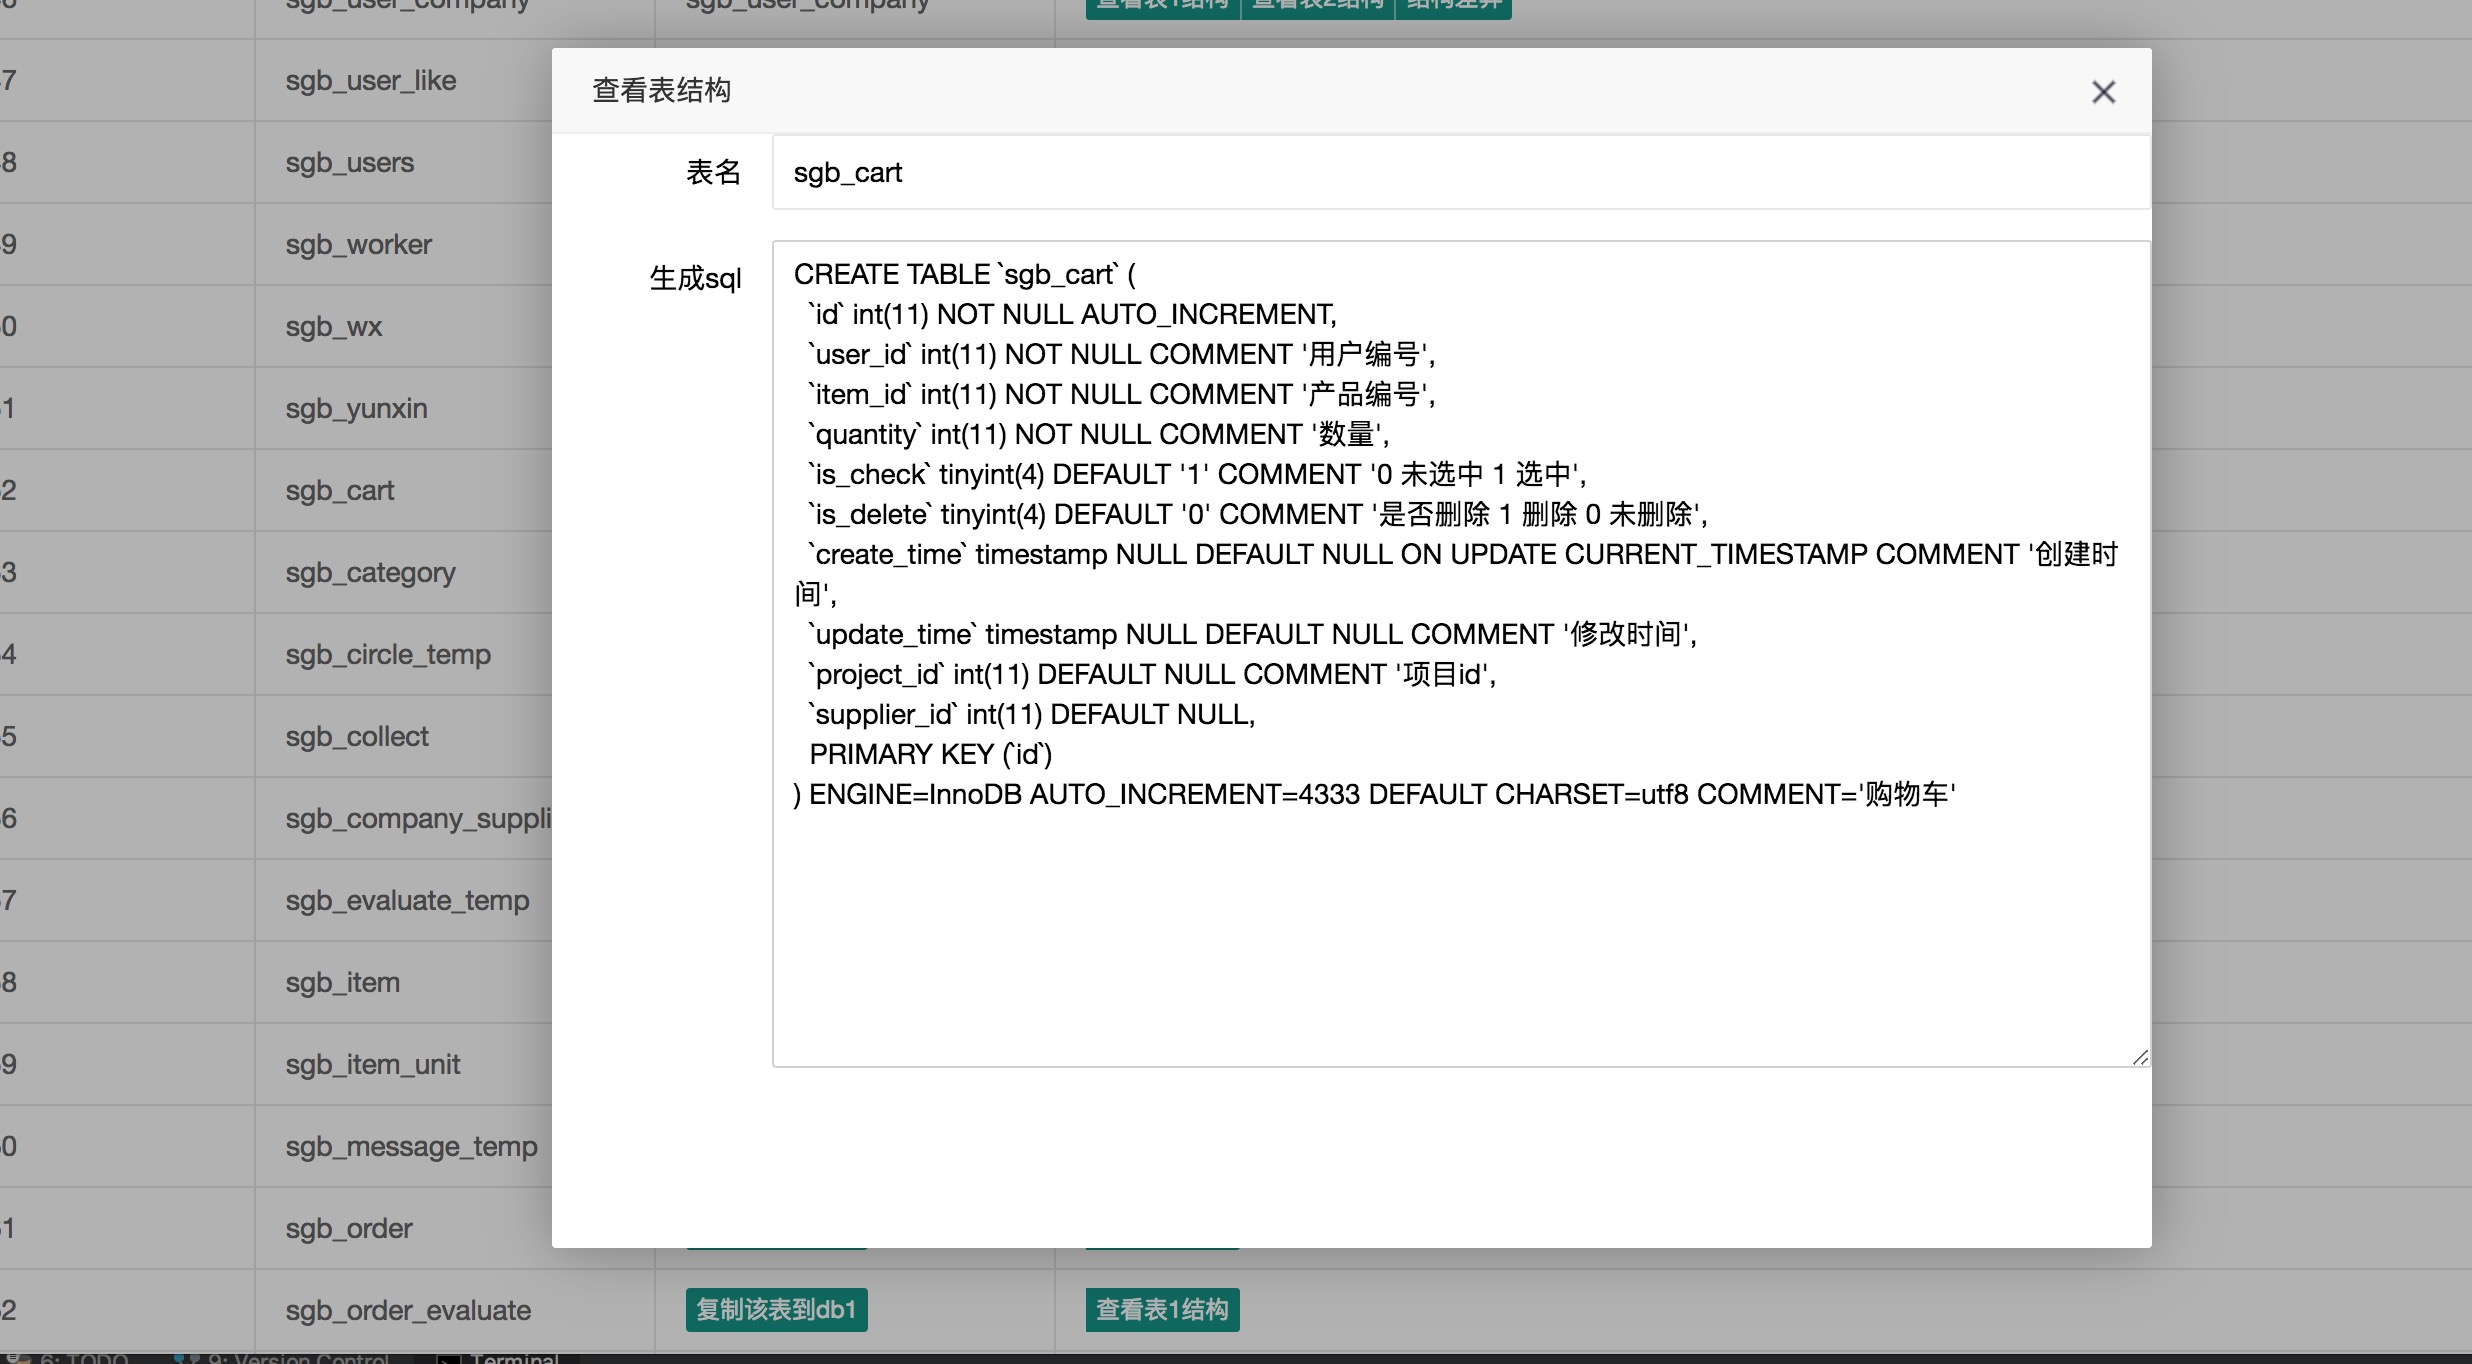 sgb_user_company
sgb_user_company
查看表1结构
查看表2结构
结构差异
7
sgb_user_like
8
sgb_users
9
sgb_worker
0
sgb_wx
1
sgb_yunxin
2
sgb_cart
3
sgb_category
4
sgb_circle_temp
5
sgb_collect
6
sgb_company_suppli
7
sgb_evaluate_temp
8
sgb_item
9
sgb_item_unit
0
sgb_message_temp
1
sgb_order
2
sgb_order_evaluate
复制该表到db1
查看表1结构
查看表结构
表名
sgb_cart
生成sql
CREATE TABLE `sgb_cart` (
`id` int(11) NOT NULL AUTO_INCREMENT,
`user_id` int(11) NOT NULL COMMENT '用户编号',
`item_id` int(11) NOT NULL COMMENT '产品编号',
`quantity` int(11) NOT NULL COMMENT '数量',
`is_check` tinyint(4) DEFAULT '1' COMMENT '0 未选中 1 选中',
`is_delete` tinyint(4) DEFAULT '0' COMMENT '是否删除 1 删除 0 未删除',
`create_time` timestamp NULL DEFAULT NULL ON UPDATE CURRENT_TIMESTAMP COMMENT '创建时
间',
`update_time` timestamp NULL DEFAULT NULL COMMENT '修改时间',
`project_id` int(11) DEFAULT NULL COMMENT '项目id',
`supplier_id` int(11) DEFAULT NULL,
PRIMARY KEY (`id`)
) ENGINE=InnoDB AUTO_INCREMENT=4333 DEFAULT CHARSET=utf8 COMMENT='购物车'
6: TODO
9: Version Control
Terminal